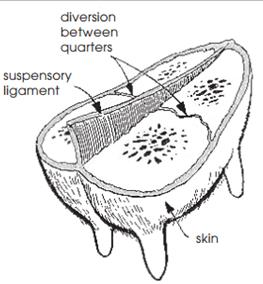 diversion
between
quarters
suspensory
ligament
skin